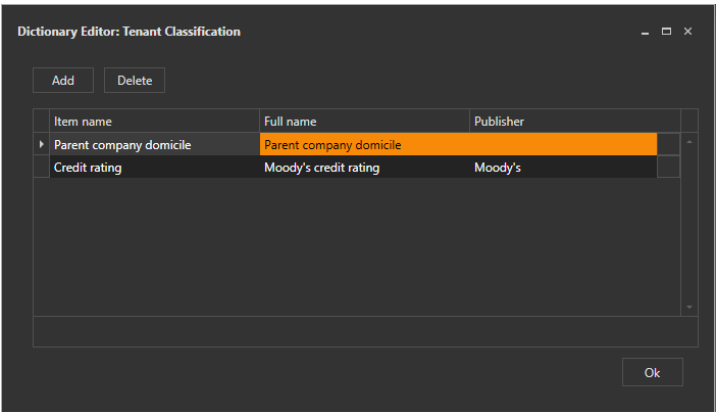 Dictionary Editor: Tenant Classification
Add Delete
Item name Full name Publisher
Parent company domicile Parent company domicile
Credit rating Moody's credit rating Moody's
Ok